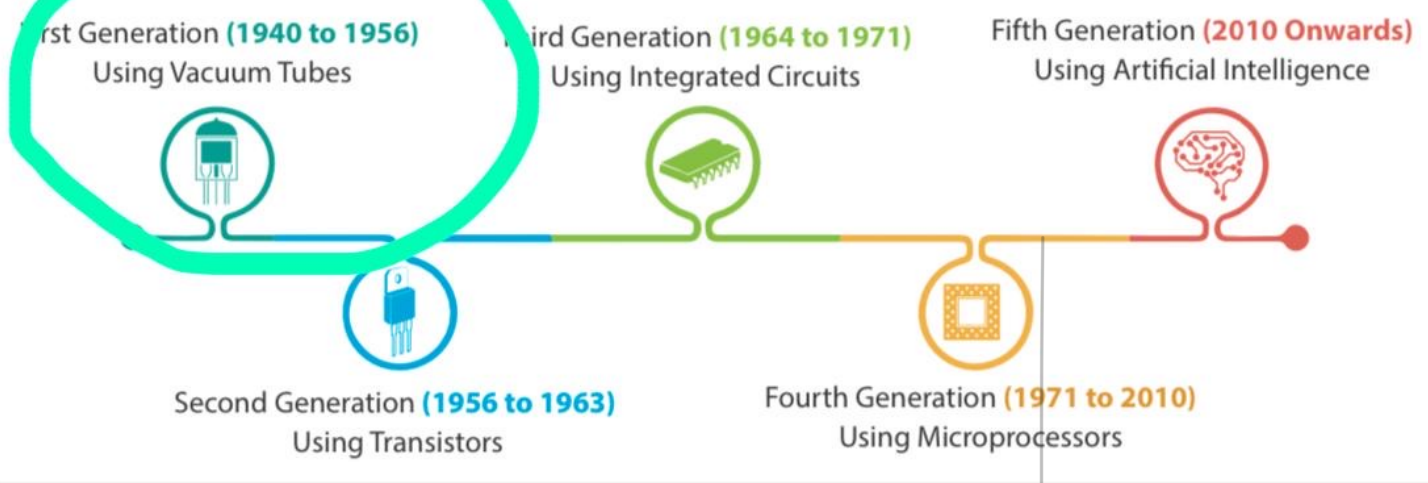 rst Generation (1940 to 1956)
Using Vacuum Tubes
ird Generation (1964 to 1971)
Using Integrated Circuits
Fifth Generation (2010 Onwards)
Using Artificial Intelligence
Second Generation (1956 to 1963)
Using Transistors
Fourth Generation (1971 to 2010)
Using Microprocessors